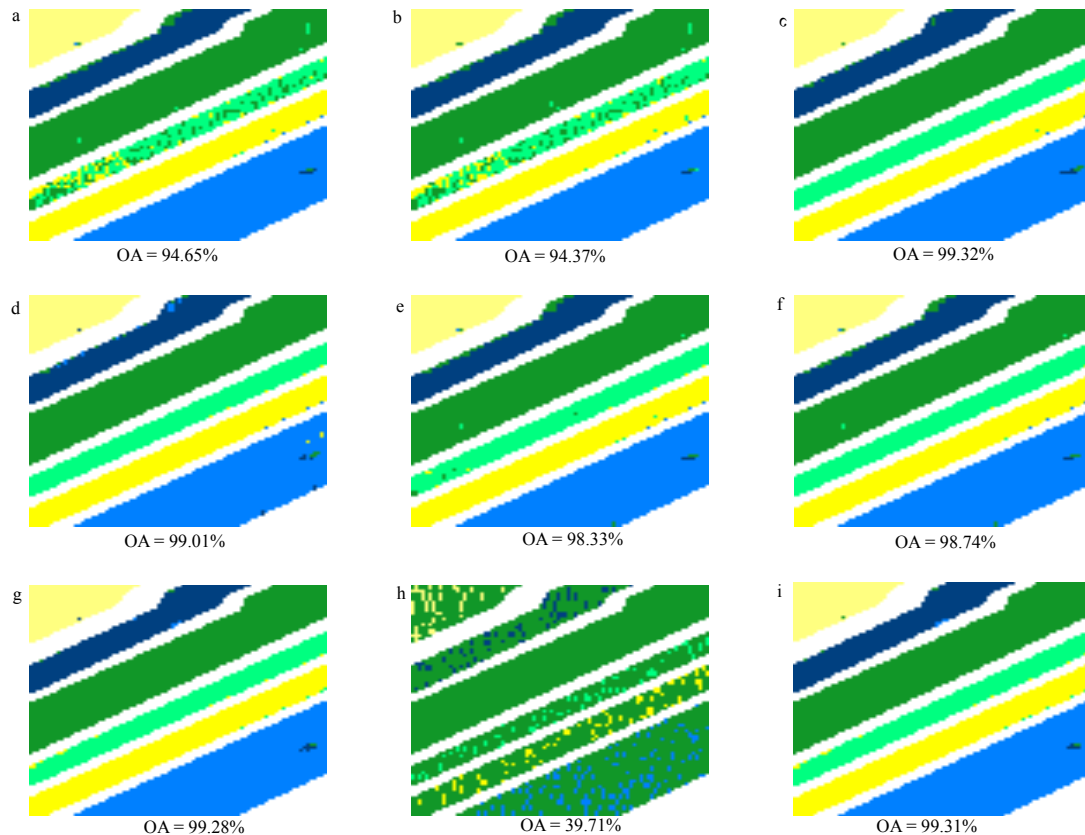 a
b
c
OA = 94.65%
OA = 94.37%
OA = 99.32%
d
e
f
OA = 99.01%
OA = 98.33%
OA = 98.74%
g
h
i
OA = 99.28%
OA = 39.71%
OA = 99.31%